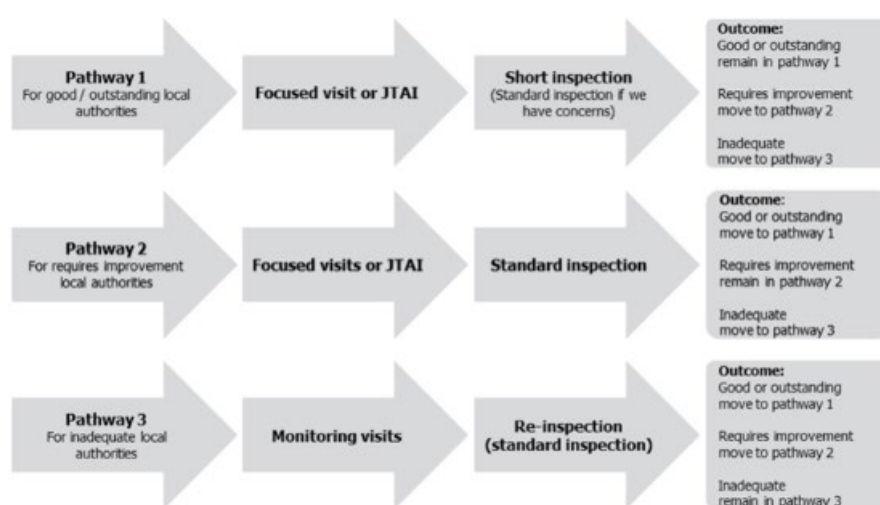 Pathway 1
For good / outstanding local
authorities
Focused visit or JTAI
Short inspection
(Standard inspection if we
have concerns)
Outcome:
Good or outstanding
remain in pathway 1
Requires improvement
move to pathway 2
Inadequate
move to pathway 3
Pathway 2
For requires improvement
local authorities
Focused visits or JTAI
Standard inspection
Outcome:
Good or outstanding
move to pathway 1
Requires improvement
remain in pathway 2
Inadequate
move to pathway 3
Pathway 3
For inadequate local
authorities
Monitoring visits
Re-inspection
(standard inspection)
Outcome:
Good or outstanding
move to pathway 1
Requires improvement
move to pathway 2
Inadequate
remain in pathway 3